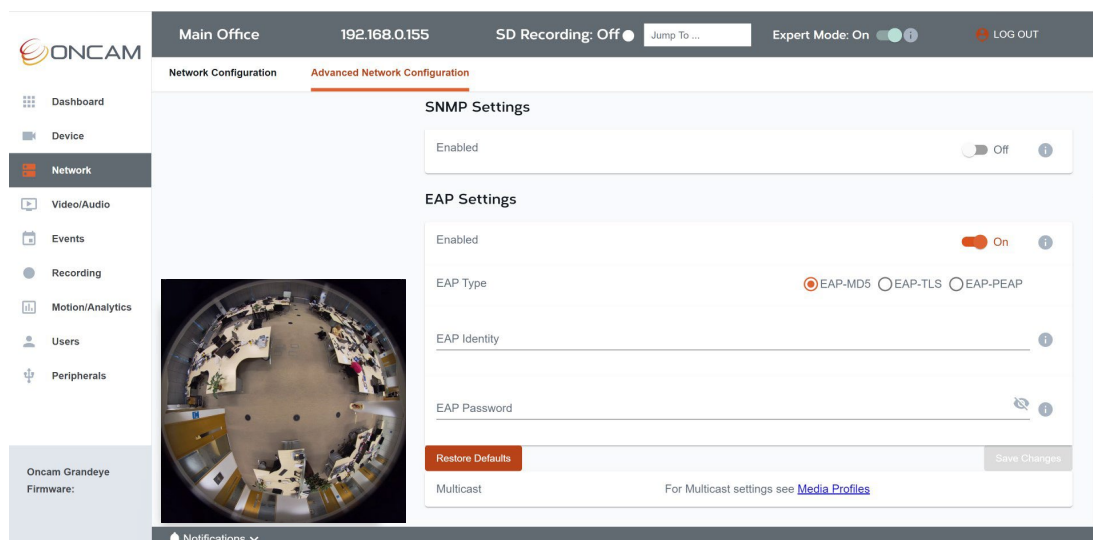 ONCAM
Main Office 192.168.0.155 SD Recording: Off Jump To ... Expert Mode: On LOG OUT
Network Configuration Advanced Network Configuration
Dashboard
Device
Network
Video/Audio
Events
Recording
Motion/Analytics
Users
Peripherals
Oncam Grandeye
Firmware:
SNMP Settings
Enabled Off
EAP Settings
Enabled On
EAP Type EAP-MD5 EAP-TLS EAP-PEAP
EAP Identity
EAP Password
Restore Defaults Save Changes
Multicast For Multicast settings see Media Profiles
Notifications